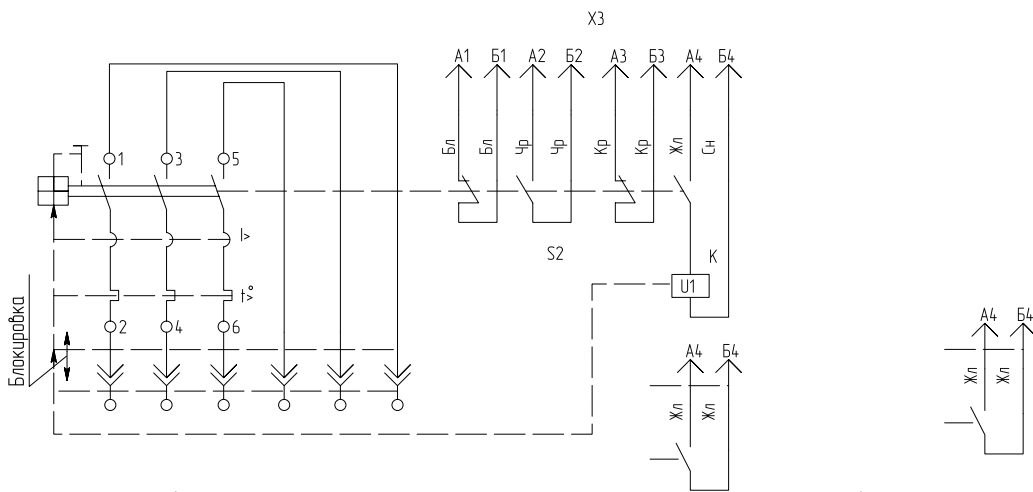 X3
А1 Б1 А2 Б2 А3 Б3 А4 Б4
Бл Бл Чр Чр Кр Кр Жл Сн
1 3 5
I>
S2
К
U1
t>°
Блокировка
2 4 6
А4 Б4
Жл Жл
А4 Б4
Жл Жл